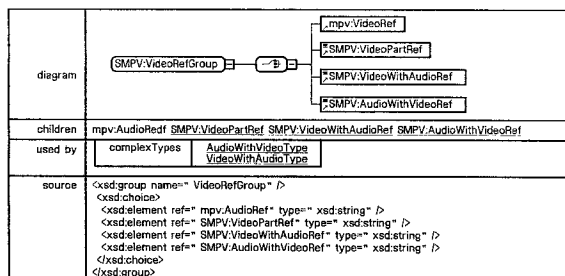 diagram
SMPV:VideoRefGroup
mpv:VideoRef
SMPV:VideoPartRef
SMPV:VideoWithAudioRef
SMPV:AudioWithVideoRef
children mpv:AudioRedf SMPV:VideoPartRef SMPV:VideoWithAudioRef SMPV:AudioWithVideoRef
used by complexTypes AudioWithVideoType
VideoWithAudioType
source <xsd:group name=" VideoRefGroup" />
<xsd:choice>
<xsd:element ref=" mpv:AudioRef" type=" xsd:string" />
<xsd:element ref=" SMPV:VideoPartRef" type=" xsd:string" />
<xsd:element ref=" SMPV:VideoWithAudioRef" type=" xsd:string" />
<xsd:element ref=" SMPV:AudioWithVideoRef" type=" xsd:string" />
</xsd:choice>
</xsd:group>